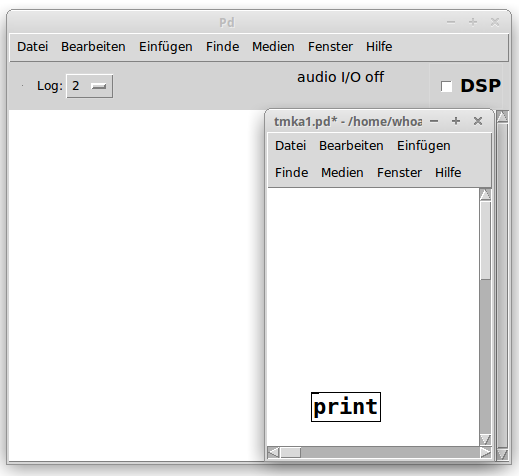 Pd
Datei Bearbeiten Einfügen Finde Medien Fenster Hilfe
audio I/O off
Log: 2
DSP
tmka1.pd* - /home/whoa
Datei Bearbeiten Einfügen
Finde Medien Fenster Hilfe
print